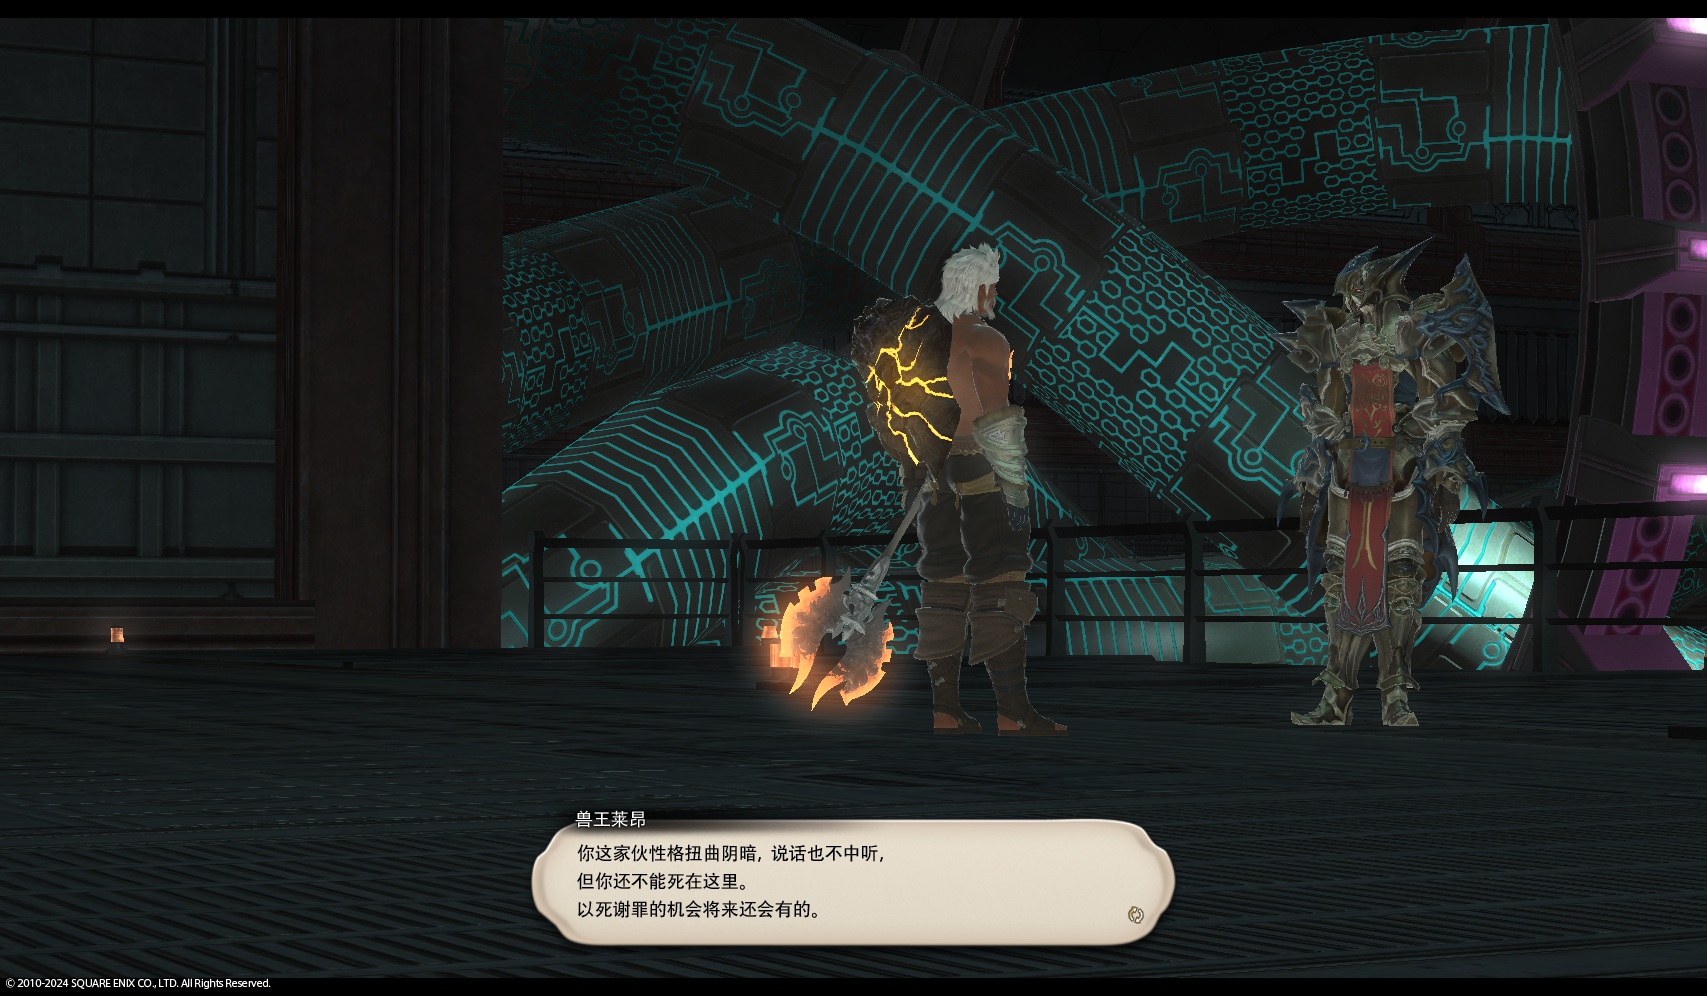 兽王莱昂
你这家伙性格扭曲阴暗，说话也不中听，
但你还不能死在这里。
以死谢罪的机会将来还会有的。
© 2010-2024 SQUARE ENIX CO., LTD. All Rights Reserved.